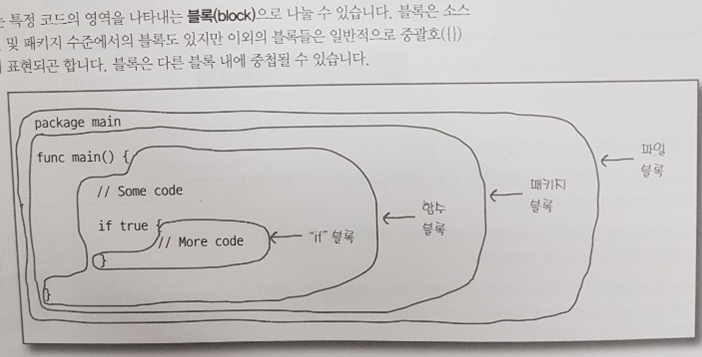 특정 코드의 영역을 나타내는 블록(block)으로 나눌 수 있습니다. 블록은 소스
및 패키지 수준에서의 블록도 있지만 이외의 블록들은 일반적으로 중괄호({})
표현되곤 합니다. 블록은 다른 블록 내에 중첩될 수 있습니다.
package main
func main() {
// Some code
if true {
// More code
}
}
"if" 블록
함수
블록
패키지
블록
파일
블록